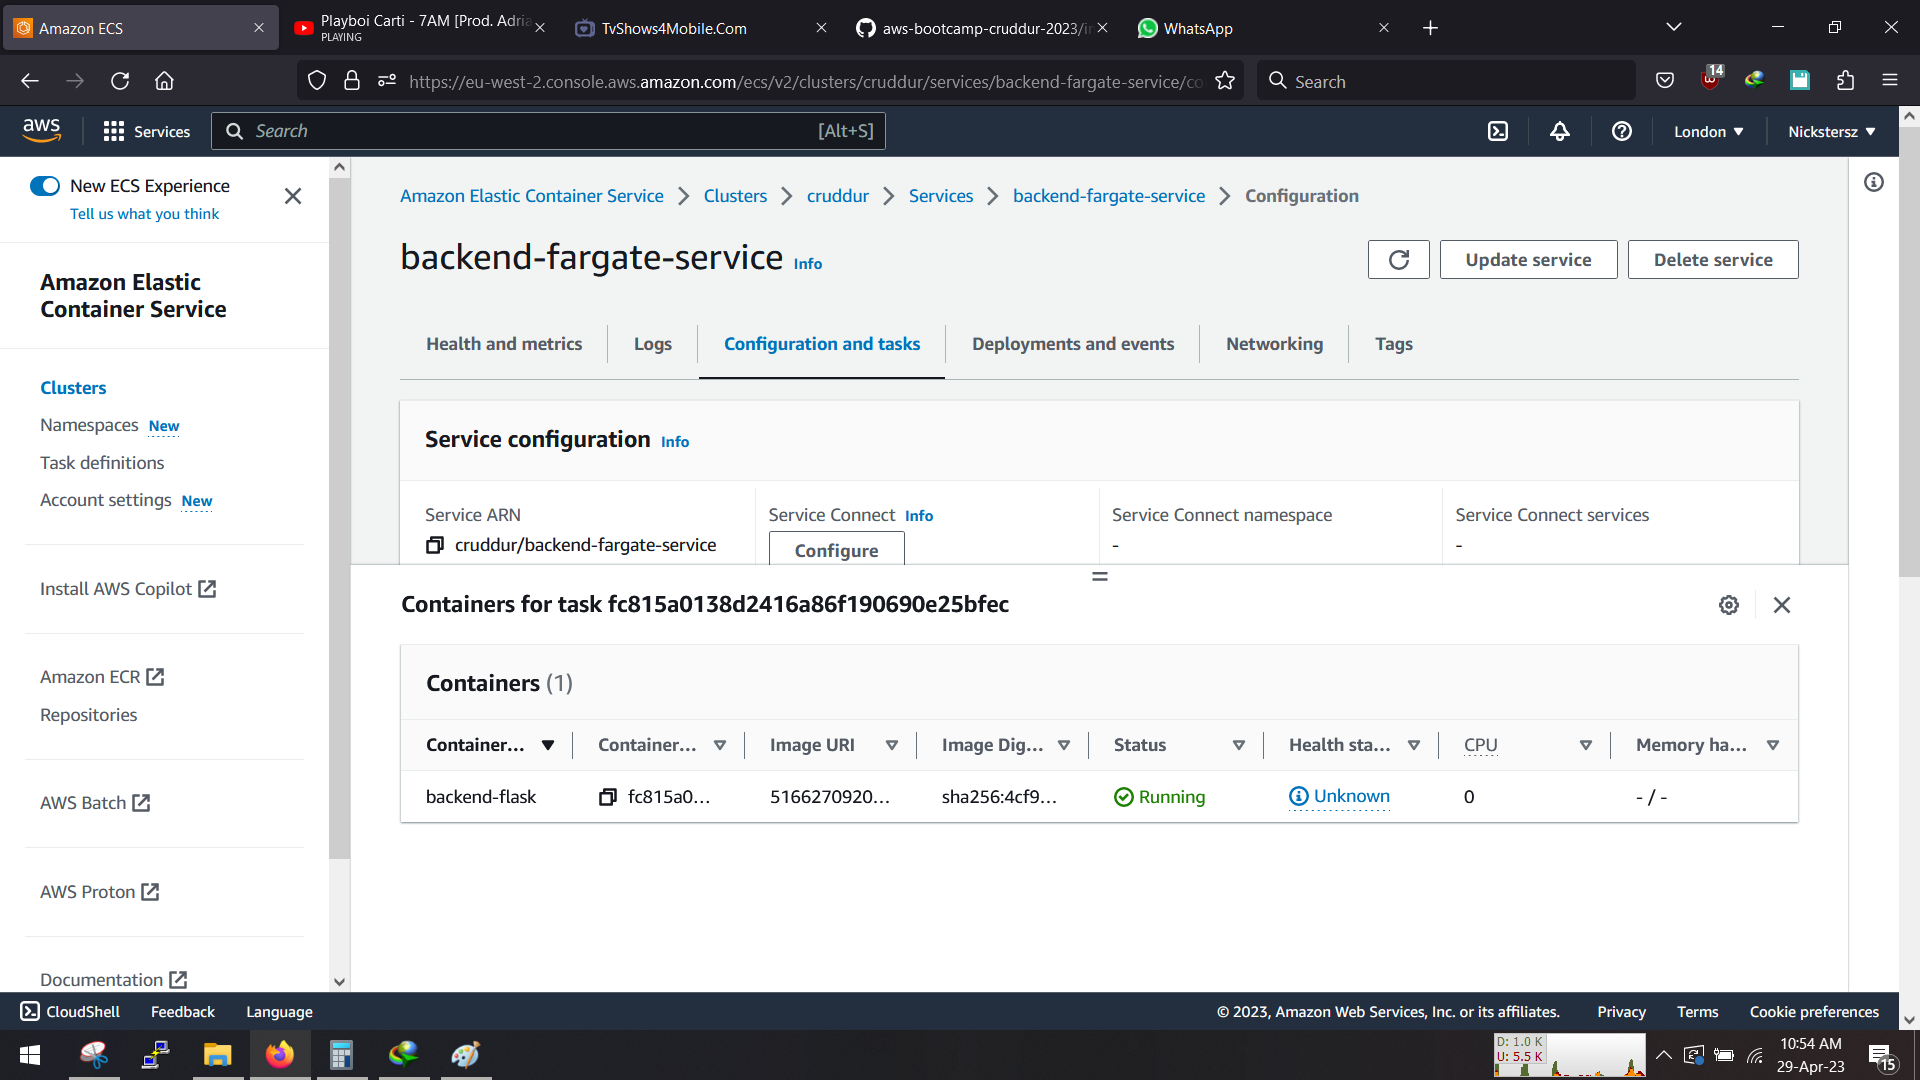 Amazon ECS
Playboi Carti - 7AM [Prod. Adria
PLAYING
TvShows4Mobile.Com
aws-bootcamp-cruddur-2023/i
WhatsApp
https://eu-west-2.console.aws.amazon.com/ecs/v2/clusters/cruddur/services/backend-fargate-service/co
Search
14
aws
Services
Search
[Alt+S]
London
Nickstersz
New ECS Experience
Tell us what you think
Amazon Elastic
Container Service
Clusters
Namespaces New
Task definitions
Account settings New
Install AWS Copilot
Amazon ECR
Repositories
AWS Batch
AWS Proton
Documentation
Amazon Elastic Container Service
Clusters
cruddur
Services
backend-fargate-service
Configuration
backend-fargate-service Info
Update service
Delete service
Health and metrics
Logs
Configuration and tasks
Deployments and events
Networking
Tags
Service configuration Info
Service ARN
cruddur/backend-fargate-service
Service Connect Info
Configure
Service Connect namespace
-
Service Connect services
-
Containers for task fc815a0138d2416a86f190690e25bfec
Containers (1)
Container...
Container...
Image URI
Image Dig...
Status
Health sta...
CPU
Memory ha...
backend-flask
fc815a0...
5166270920...
sha256:4cf9...
Running
Unknown
0
- / -
CloudShell
Feedback
Language
© 2023, Amazon Web Services, Inc. or its affiliates.
Privacy
Terms
Cookie preferences
D: 1.0 K
U: 5.5 K
10:54 AM
29-Apr-23
15